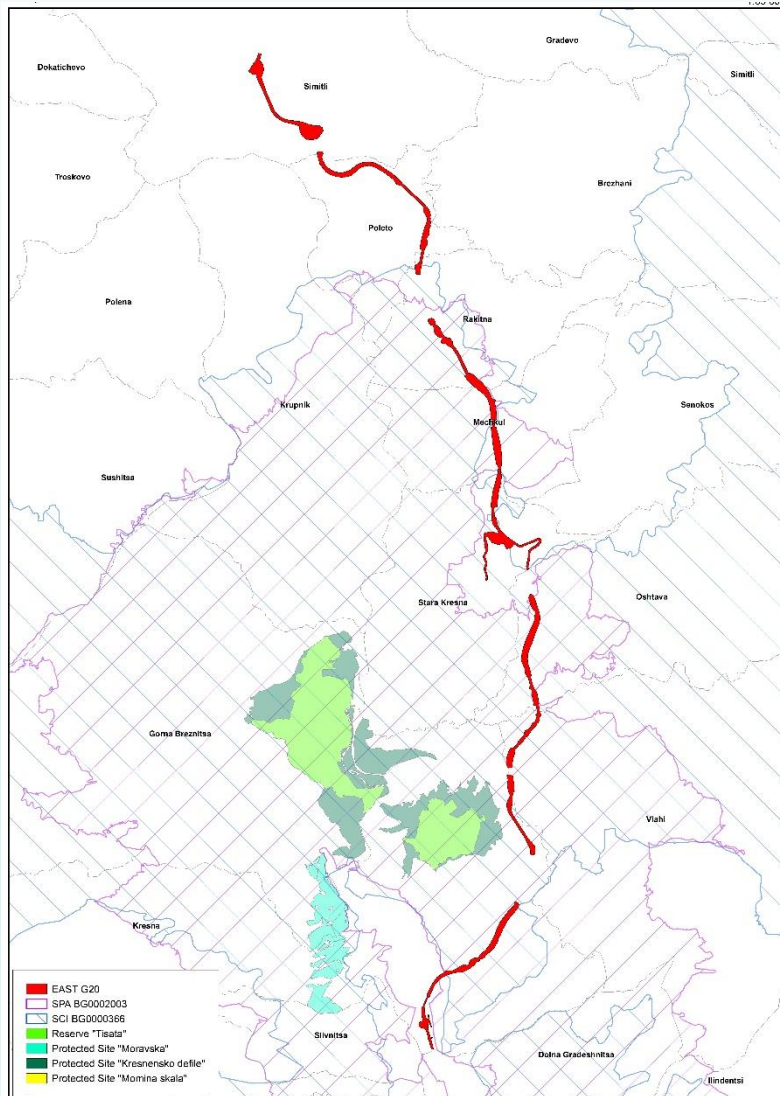 Gradevo
Dokatichevo
Simitli
Simitli
Troskovo
Brezhani
Poloto
Polena
Rakitna
Krupnik
Senokos
Mechkul
Sushitsa
Oshtava
Stara Kresna
Gorna Breznitsa
Vlahi
Kresna
Slivnitsa
Dolna Gradeshnitsa
Ilindentsi
EAST G20
SPA BG0002003
SCI BG0000366
Reserve "Tisata"
Protected Site "Moravska"
Protected Site "Kresnensko defile"
Protected Site "Momina skala"